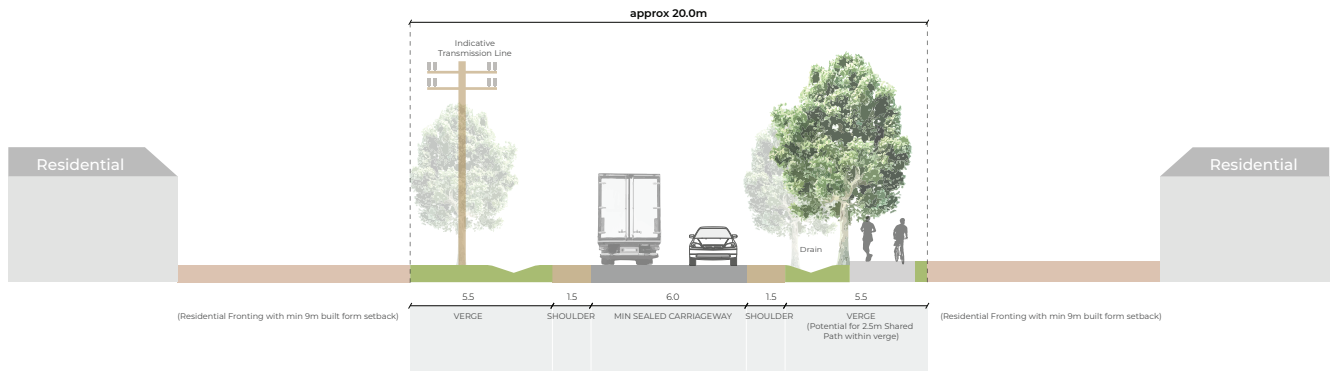 approx 20.0m
Indicative
Transmission Line
Residential
Residential
Drain
5.5
1.5
6.0
1.5
5.5
(Residential Fronting with min 9m built form setback)
VERGE
SHOULDER
MIN SEALED CARRIAGEWAY
SHOULDER
VERGE
(Potential for 2.5m Shared
Path within verge)
(Residential Fronting with min 9m built form setback)